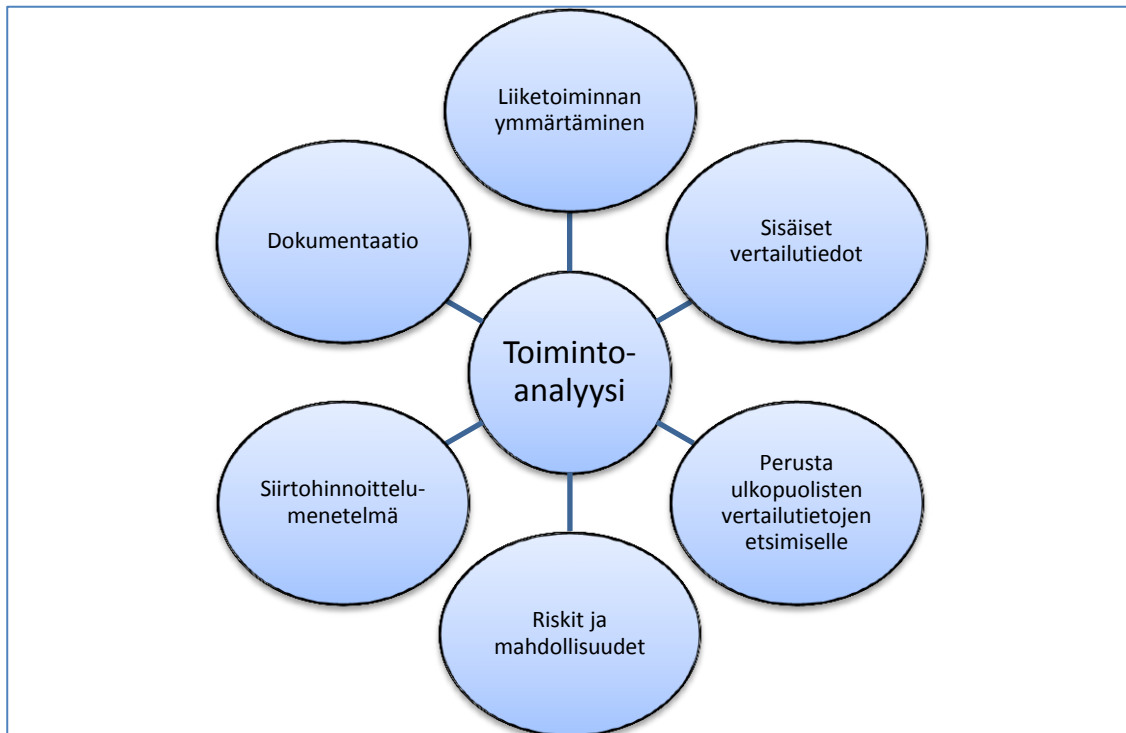 Liiketoiminnan
ymmärtäminen
Dokumentaatio
Sisäiset
vertailutiedot
Toiminto-
analyysi
Siirtohinnoittelu-
menetelmä
Perusta
ulkopuolisten
vertailutietojen
etsimiselle
Riskit ja
mahdollisuudet